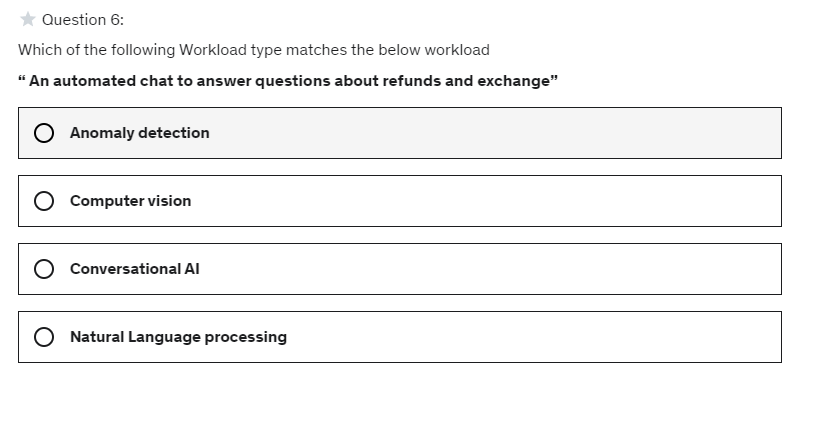 Question 6:
Which of the following Workload type matches the below workload
“ An automated chat to answer questions about refunds and exchange”
Anomaly detection
Computer vision
Conversational AI
Natural Language processing